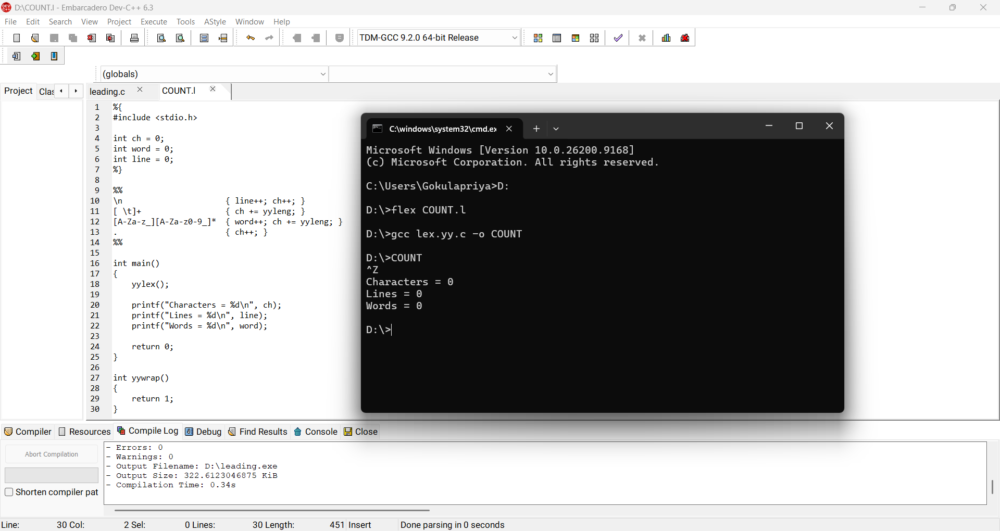 D:\COUNT.l - Embarcadero Dev-C++ 6.3
File Edit Search View Project Execute Tools AStyle Window Help
TDM-GCC 9.2.0 64-bit Release
(globals)
Project Clas
leading.c COUNT.l
1 %{
2 #include <stdio.h>
3
4 int ch = 0;
5 int word = 0;
6 int line = 0;
7 %}
8
9 %%
10 \n { line++; ch++; }
11 [ \t]+ { ch += yyleng; }
12 [A-Za-z_][A-Za-z0-9_]* { word++; ch += yyleng; }
13 . { ch++; }
14 %%
15
16 int main()
17 {
18 yylex();
19
20 printf("Characters = %d\n", ch);
21 printf("Lines = %d\n", line);
22 printf("Words = %d\n", word);
23
24 return 0;
25 }
26
27 int yywrap()
28 {
29 return 1;
30 }
C:\windows\system32\cmd.ex
Microsoft Windows [Version 10.0.26200.9168]
(c) Microsoft Corporation. All rights reserved.
C:\Users\Gokulapriya>D:
D:\>flex COUNT.l
D:\>gcc lex.yy.c -o COUNT
D:\>COUNT
^Z
Characters = 0
Lines = 0
Words = 0
D:\>
Compiler Resources Compile Log Debug Find Results Console Close
Abort Compilation
Shorten compiler pat
- Errors: 0
- Warnings: 0
- Output Filename: D:\leading.exe
- Output Size: 322.6123046875 KiB
- Compilation Time: 0.34s
Line: 30 Col: 2 Sel: 0 Lines: 30 Length: 451 Insert Done parsing in 0 seconds